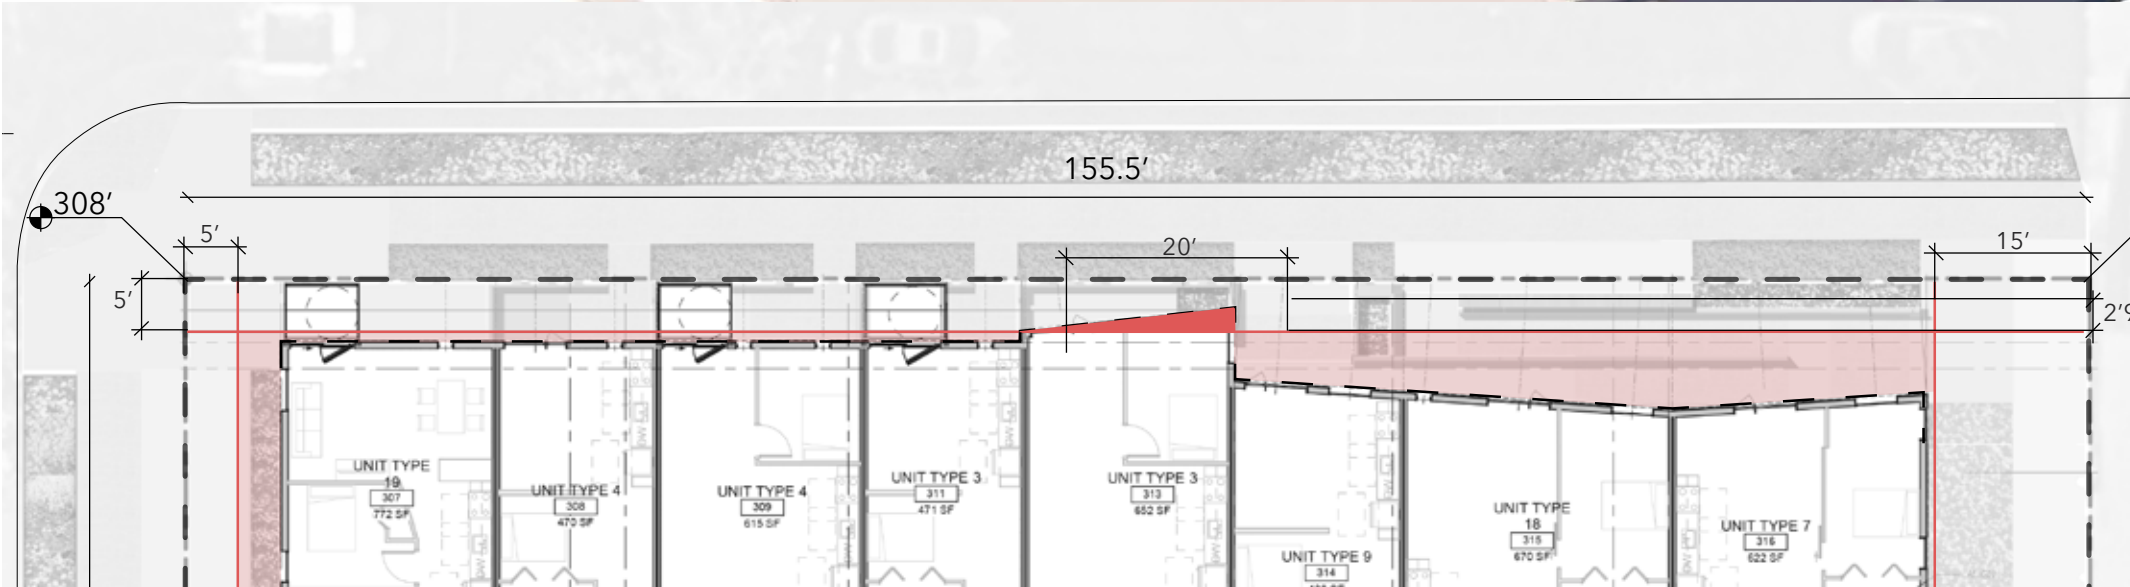 155.5’
308’
5’
20’
15’
5’
2’9
UNIT TYPE
19
307
772 SF
UNIT TYPE 4
308
470 SF
UNIT TYPE 4
309
615 SF
UNIT TYPE 3
311
471 SF
UNIT TYPE 3
313
652 SF
UNIT TYPE 9
314
UNIT TYPE
18
315
670 SF
UNIT TYPE 7
316
622 SF